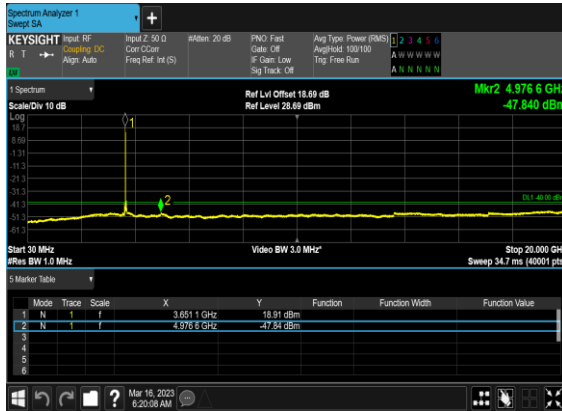 Spectrum Analyzer 1
Swept SA
+
KEYSIGHT Input: RF Input Z: 50 Ω #Atten: 20 dB PNO: Fast Avg Type: Power (RMS) 1 2 3 4 5 6
R T Coupling: DC Corr CCorr Gate: Off Avg|Hold: 100/100 A W W W W W
Align: Auto Freq Ref: Int (S) IF Gain: Low Trig: Free Run
Sig Track: Off A N N N N N
1 Spectrum Ref Lvl Offset 18.69 dB Mkr2 4.976 6 GHz
Scale/Div 10 dB Ref Level 28.69 dBm -47.840 dBm
Log
18.7
1
8.69
-1.31
-11.3
-21.3
-31.3
DL1 -40.00 dBm
-41.3
2
-51.3
-61.3
Start 30 MHz Video BW 3.0 MHz* Stop 20.000 GHz
#Res BW 1.0 MHz Sweep 34.7 ms (40001 pts)
5 Marker Table
Mode Trace Scale X Y Function Function Width Function Value
1 N 1 f 3.651 1 GHz 18.91 dBm
2 N 1 f 4.976 6 GHz -47.84 dBm
3
4
5
6
? Mar 16, 2023
6:20:08 AM